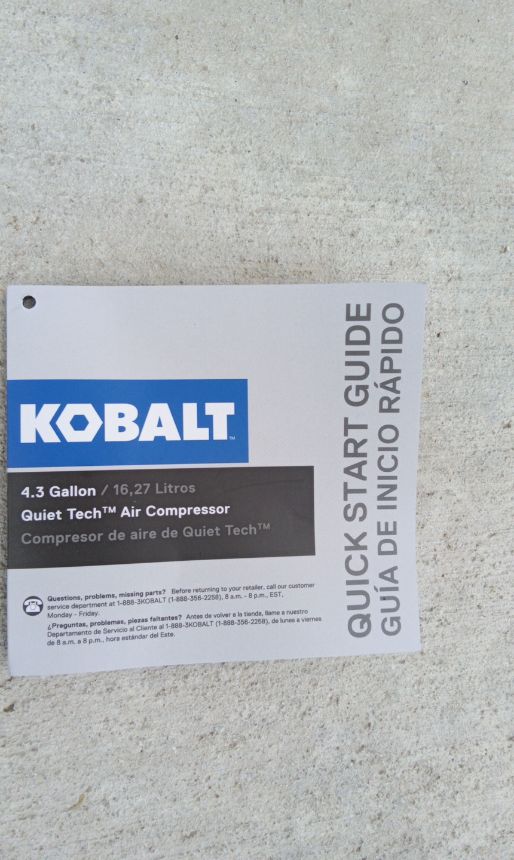 KOBALT™
4.3 Gallon / 16,27 Litros
Quiet Tech™ Air Compressor
Compresor de aire de Quiet Tech™
Questions, problems, missing parts? Before returning to your retailer, call our customer
service department at 1-888-3KOBALT (1-888-356-2258), 8 a.m. - 8 p.m., EST,
Monday - Friday.
¿Preguntas, problemas, piezas faltantes? Antes de volver a la tienda, llame a nuestro
Departamento de Servicio al Cliente al 1-888-3KOBALT (1-888-356-2258), de lunes a viernes
de 8 a.m. a 8 p.m., hora estándar del Este.
QUICK START GUIDE
GUÍA DE INICIO RÁPIDO